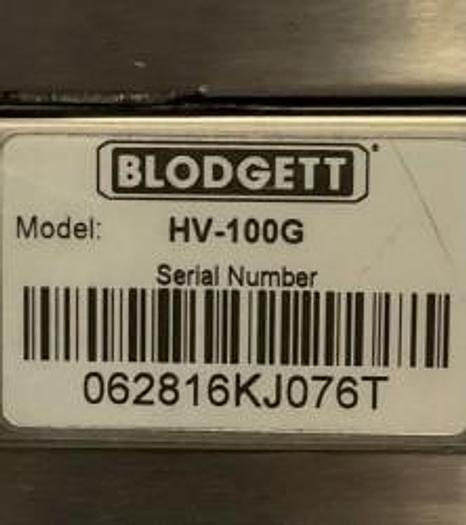 BLODGETT
Model: HV-100G
Serial Number
062816KJ076T